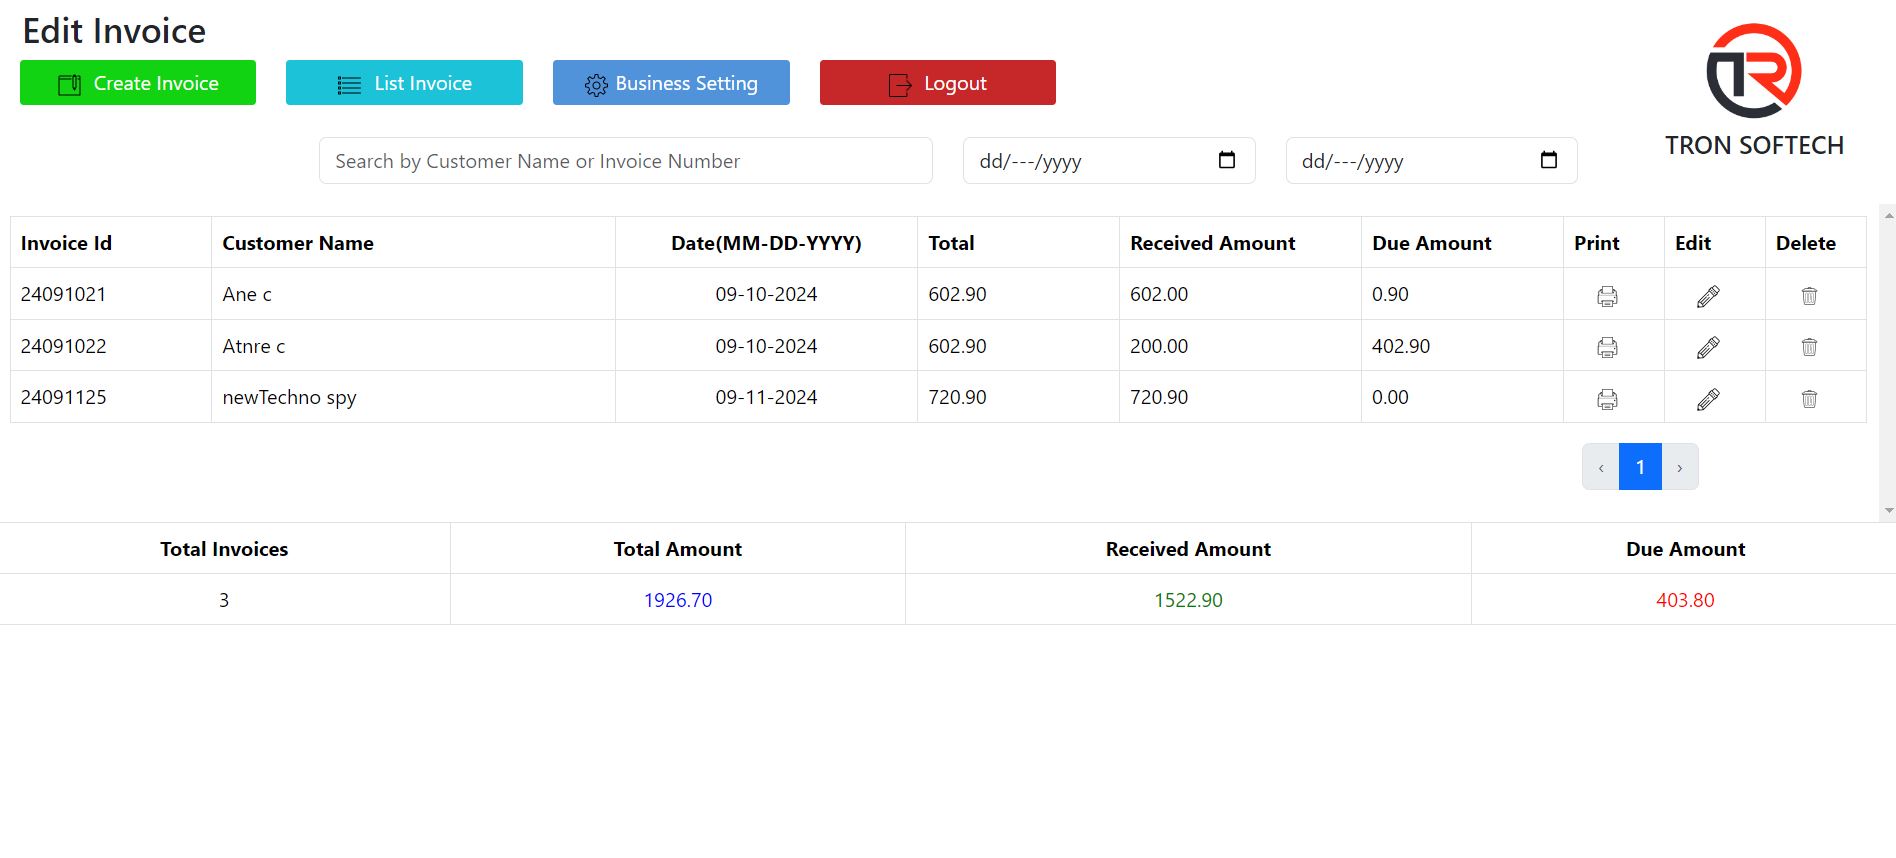 Edit Invoice
Create Invoice List Invoice Business Setting Logout
TRON SOFTECH
Search by Customer Name or Invoice Number dd/---/yyyy dd/---/yyyy
Invoice Id Customer Name Date(MM-DD-YYYY) Total Received Amount Due Amount Print Edit Delete
24091021 Ane c 09-10-2024 602.90 602.00 0.90
24091022 Atnre c 09-10-2024 602.90 200.00 402.90
24091125 newTechno spy 09-11-2024 720.90 720.90 0.00
‹ 1 ›
Total Invoices Total Amount Received Amount Due Amount
3 1926.70 1522.90 403.80